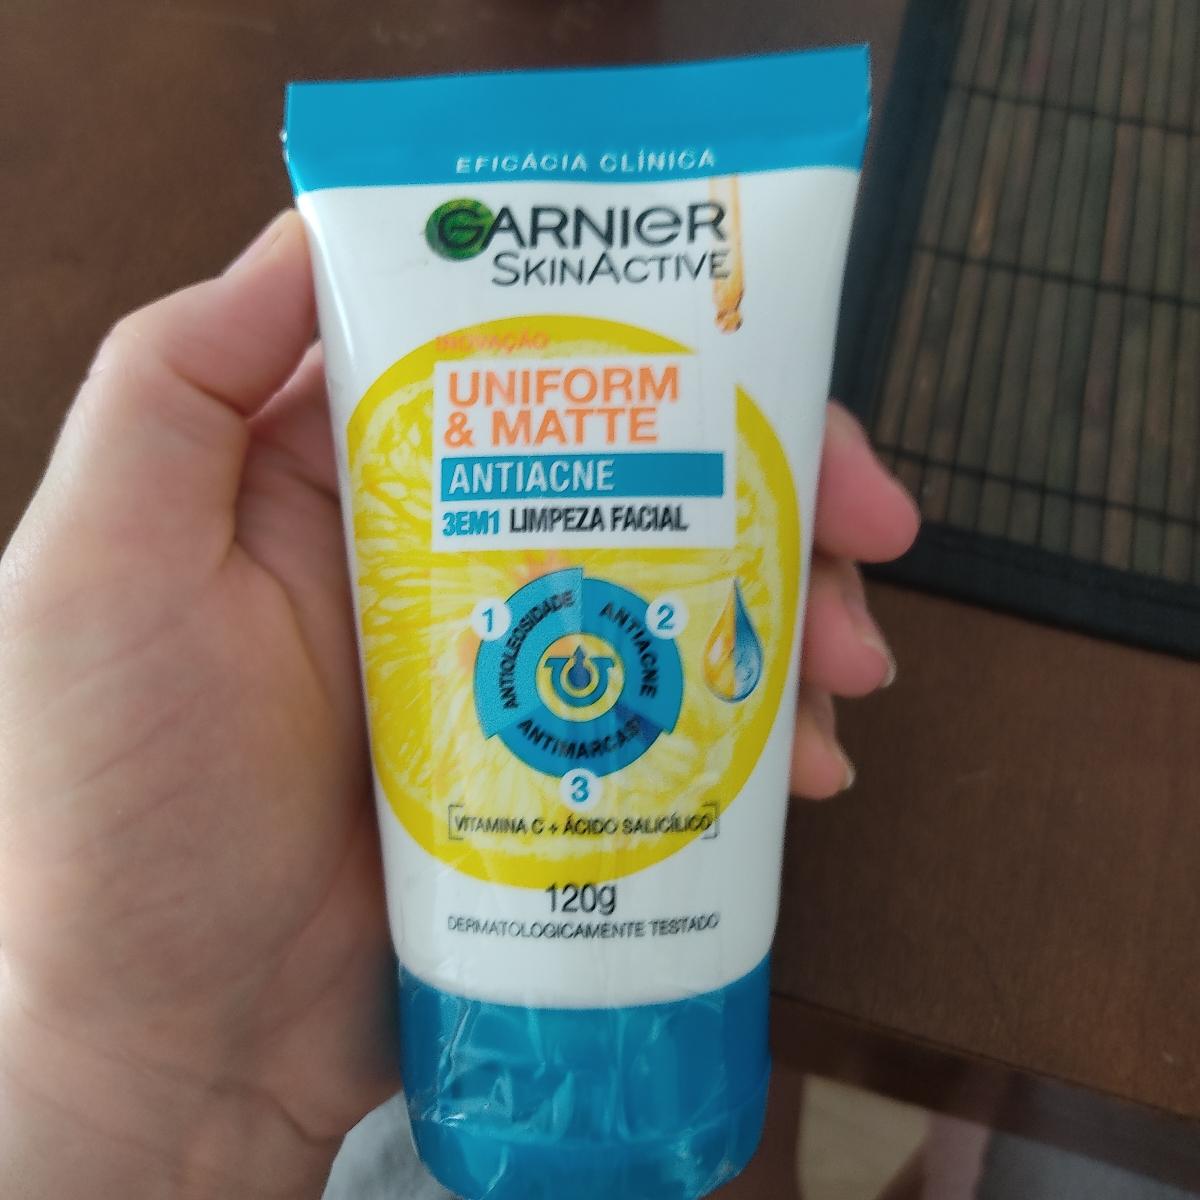 EFICÁCIA CLÍNICA
GARNIER
SKINACTIVE
INOVAÇÃO
UNIFORM
& MATTE
ANTIACNE
3EM1 LIMPEZA FACIAL
1
ANTIOLEOSIDADE
2
ANTIACNE
ANTIMARCAS
3
[VITAMINA C + ÁCIDO SALICÍLICO]
120g
DERMATOLOGICAMENTE TESTADO